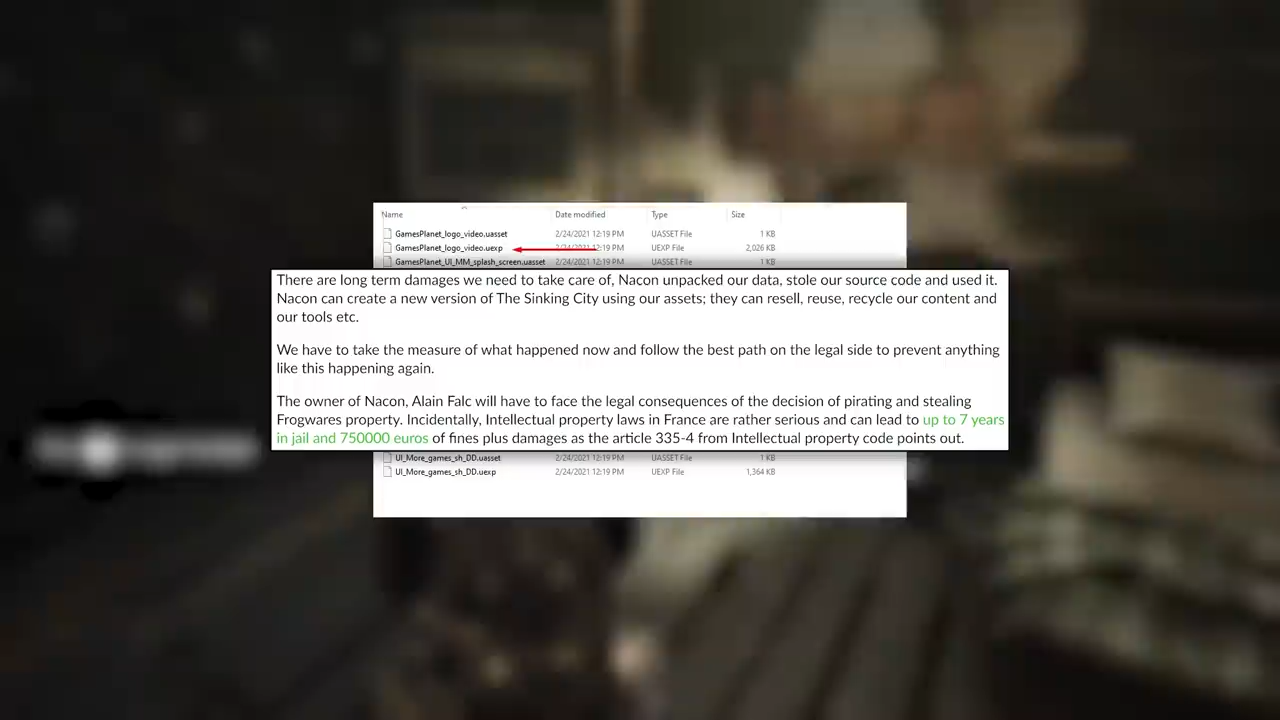 Name Date modified Type Size
GamesPlanet_logo_video.uasset 2/24/2021 12:19 PM UASSET File 1 KB
GamesPlanet_logo_video.uexp 2/24/2021 12:19 PM UEXP File 2,026 KB
GamesPlanet_UI_MM_splash_screen.uasset 2/24/2021 12:19 PM UASSET File 1 KB
There are long term damages we need to take care of, Nacon unpacked our data, stole our source code and used it.
Nacon can create a new version of The Sinking City using our assets; they can resell, reuse, recycle our content and
our tools etc.
We have to take the measure of what happened now and follow the best path on the legal side to prevent anything
like this happening again.
The owner of Nacon, Alain Falc will have to face the legal consequences of the decision of pirating and stealing
Frogwares property. Incidentally, Intellectual property laws in France are rather serious and can lead to up to 7 years
in jail and 750000 euros of fines plus damages as the article 335-4 from Intellectual property code points out.
UI_More_games_sh_DD.uasset 2/24/2021 12:19 PM UASSET File 1 KB
UI_More_games_sh_DD.uexp 2/24/2021 12:19 PM UEXP File 1,364 KB